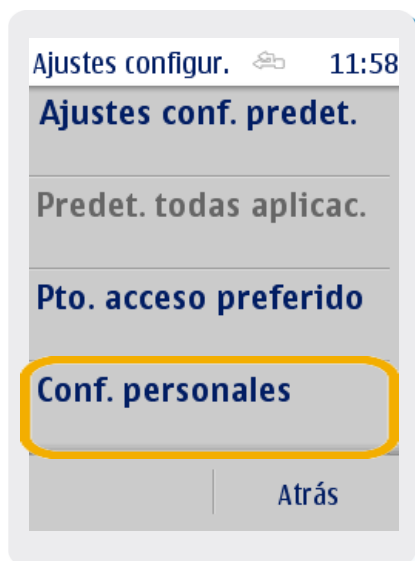 Ajustes configur. 11:58
Ajustes conf. predet.
Predet. todas aplicac.
Pto. acceso preferido
Conf. personales
Atrás